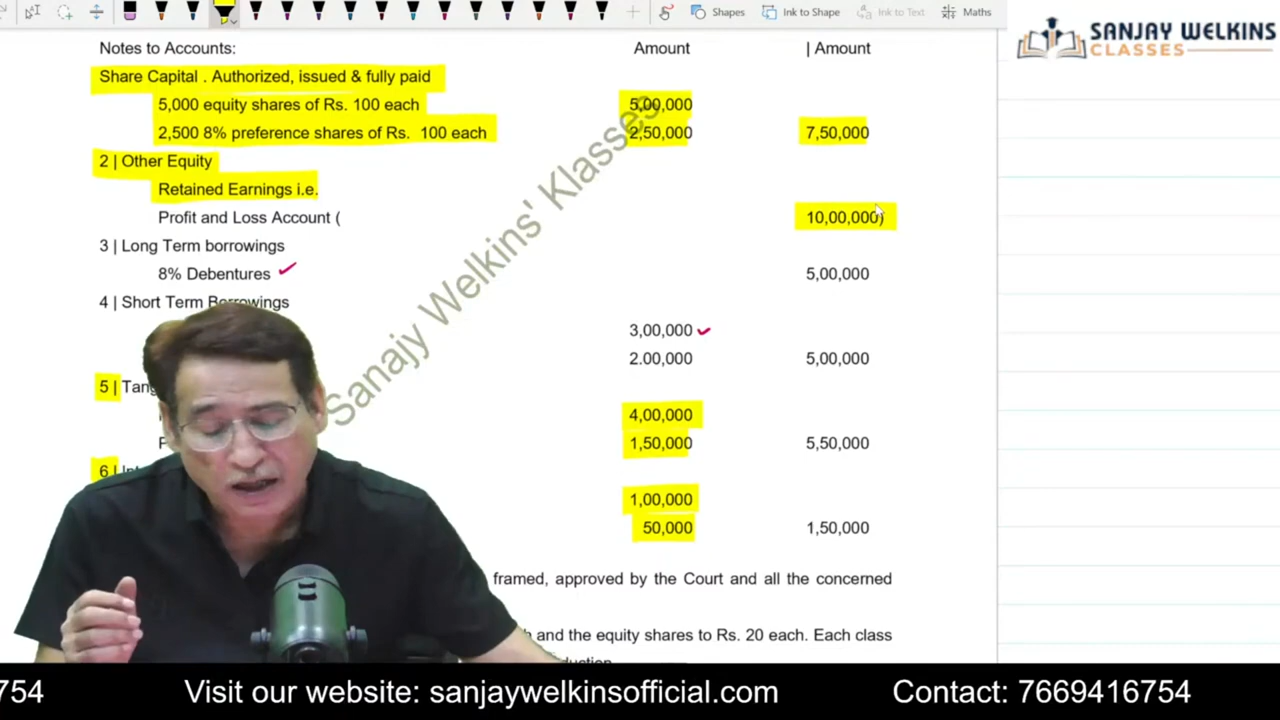 Shapes Ink to Shape Ink to Text Maths
SANJAY WELKINS
CLASSES
Notes to Accounts: Amount | Amount
Share Capital . Authorized, issued & fully paid
5,000 equity shares of Rs. 100 each 5,00,000
2,500 8% preference shares of Rs. 100 each 2,50,000 7,50,000
2 | Other Equity
Retained Earnings i.e.
Profit and Loss Account ( 10,00,000)
3 | Long Term borrowings
8% Debentures 5,00,000
4 | Short Term Borrowings
3,00,000
2.00,000 5,00,000
5 | 4,00,000
1,50,000 5,50,000
6 | 1,00,000
50,000 1,50,000
framed, approved by the Court and all the concerned
and the equity shares to Rs. 20 each. Each class
Sanajy Welkins' Klasses
754 Visit our website: sanjaywelkinsofficial.com Contact: 7669416754